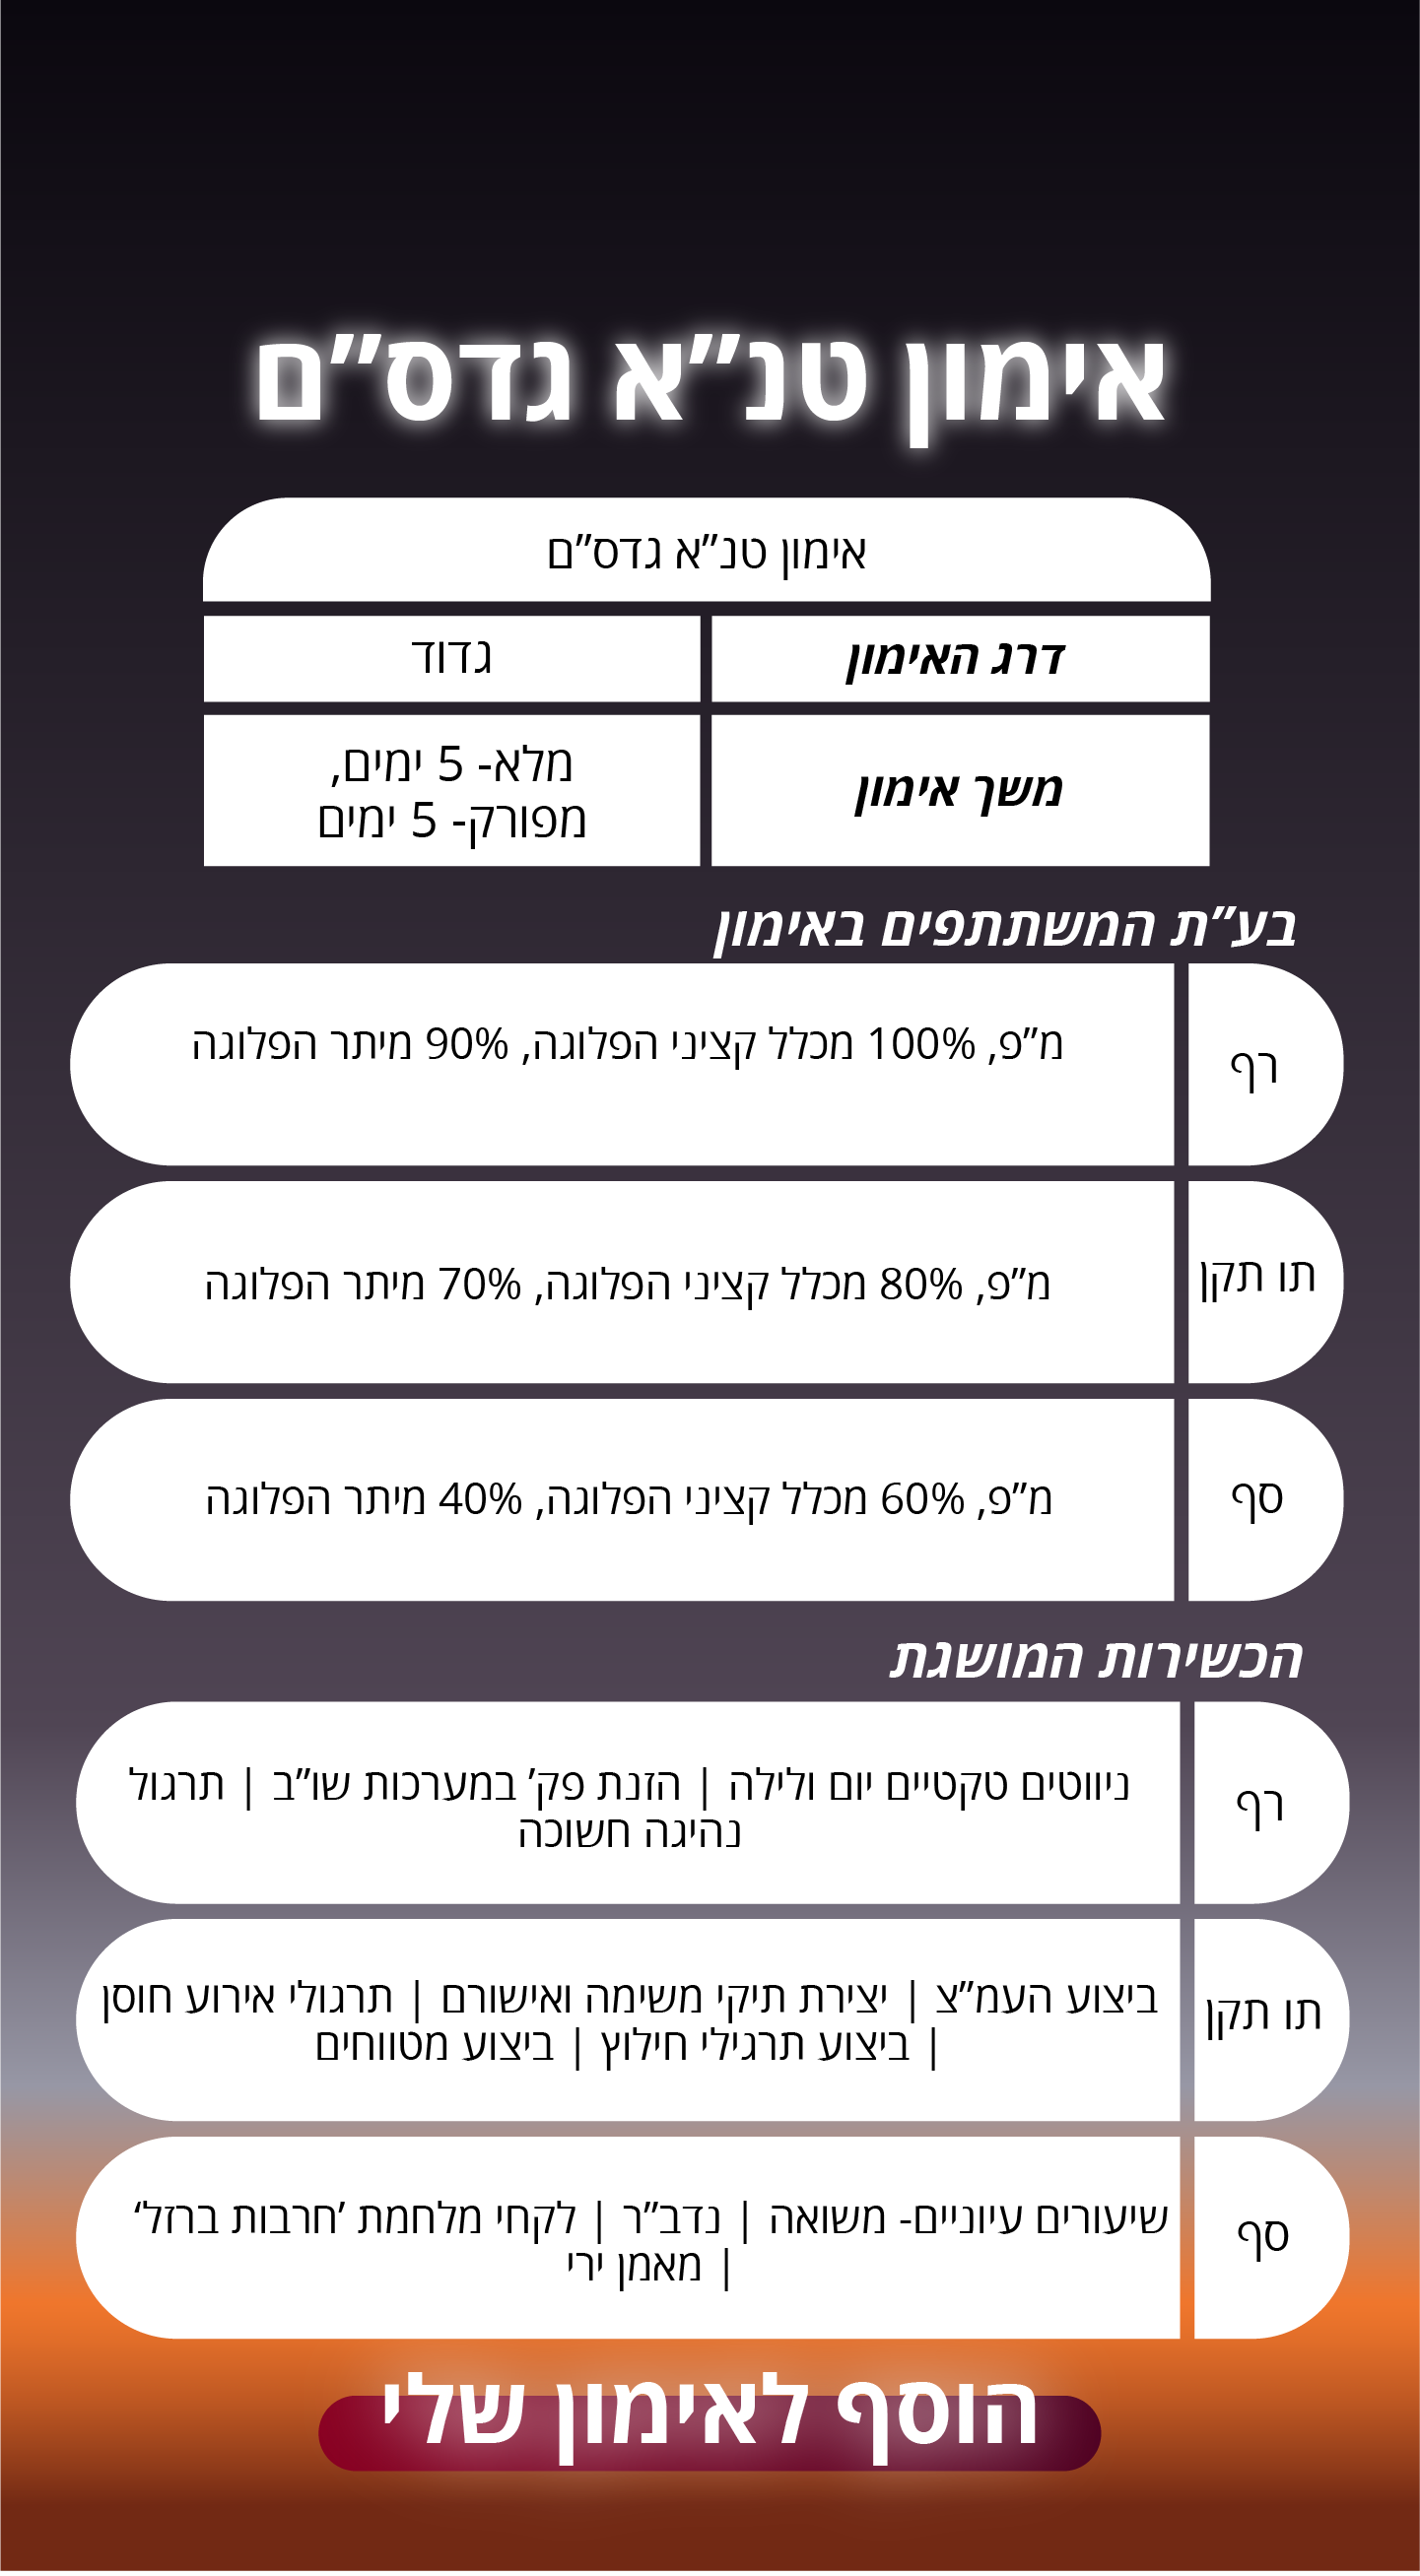 אימון טנ”א גדס”ם
אימון טנ”א גדס”ם
דרג האימון
גדוד
משך אימון
מלא- 5 ימים,
מפורק- 5 ימים
בע”ת המשתתפים באימון
רף
מ”פ, 100% מכלל קציני הפלוגה, 90% מיתר הפלוגה
תו תקן
מ”פ, 80% מכלל קציני הפלוגה, 70% מיתר הפלוגה
סף
מ”פ, 60% מכלל קציני הפלוגה, 40% מיתר הפלוגה
הכשירות המושגת
רף
ניווטים טקטיים יום ולילה | הזנת פק’ במערכות שו”ב | תרגול
נהיגה חשוכה
תו תקן
ביצוע העמ”צ | יצירת תיקי משימה ואישורם | תרגולי אירוע חוסן
| ביצוע תרגילי חילוץ | ביצוע מטווחים
סף
שיעורים עיוניים- משואה | נדב”ר | לקחי מלחמת ’חרבות ברזל‘
| מאמן ירי
הוסף לאימון שלי